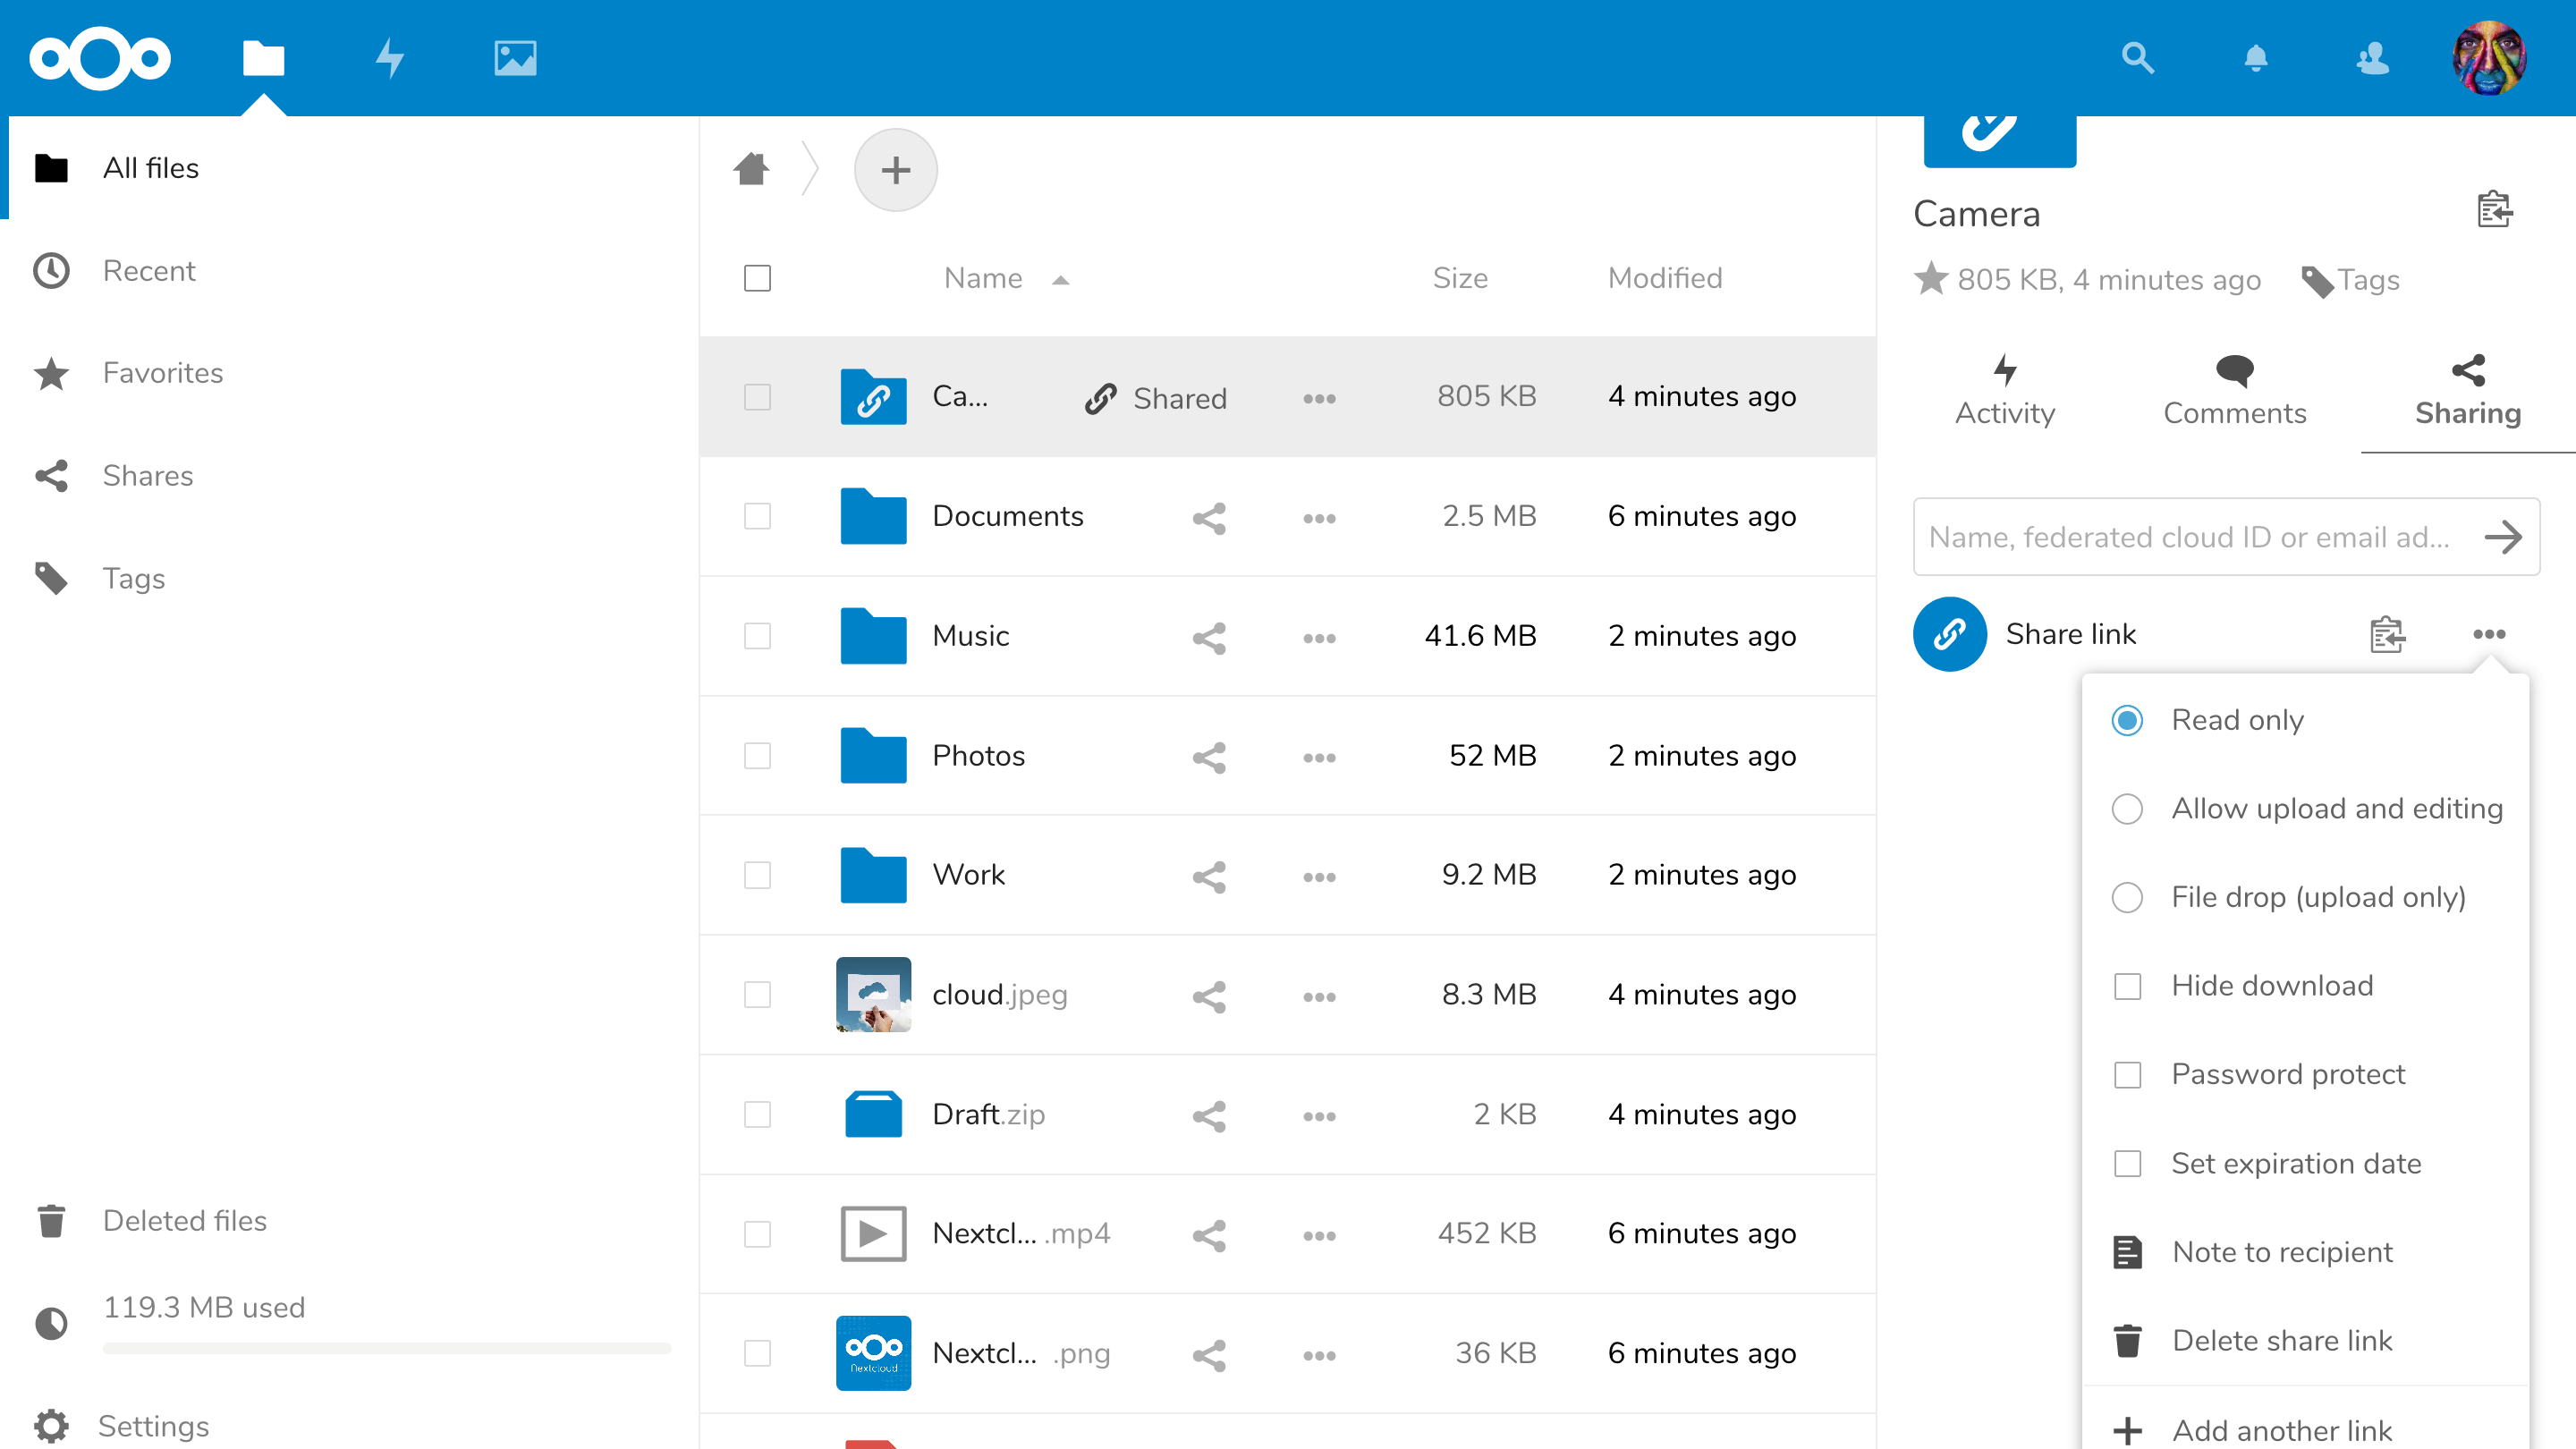 All files
Recent
Favorites
Shares
Tags
Deleted files
119.3 MB used
Settings
Name Size Modified
Ca... Shared 805 KB 4 minutes ago
Documents 2.5 MB 6 minutes ago
Music 41.6 MB 2 minutes ago
Photos 52 MB 2 minutes ago
Work 9.2 MB 2 minutes ago
cloud.jpeg 8.3 MB 4 minutes ago
Draft.zip 2 KB 4 minutes ago
Nextcl... .mp4 452 KB 6 minutes ago
Nextcloud
Nextcl... .png 36 KB 6 minutes ago
Camera
805 KB, 4 minutes ago Tags
Activity Comments Sharing
Name, federated cloud ID or email ad...
Share link
Read only
Allow upload and editing
File drop (upload only)
Hide download
Password protect
Set expiration date
Note to recipient
Delete share link
Add another link